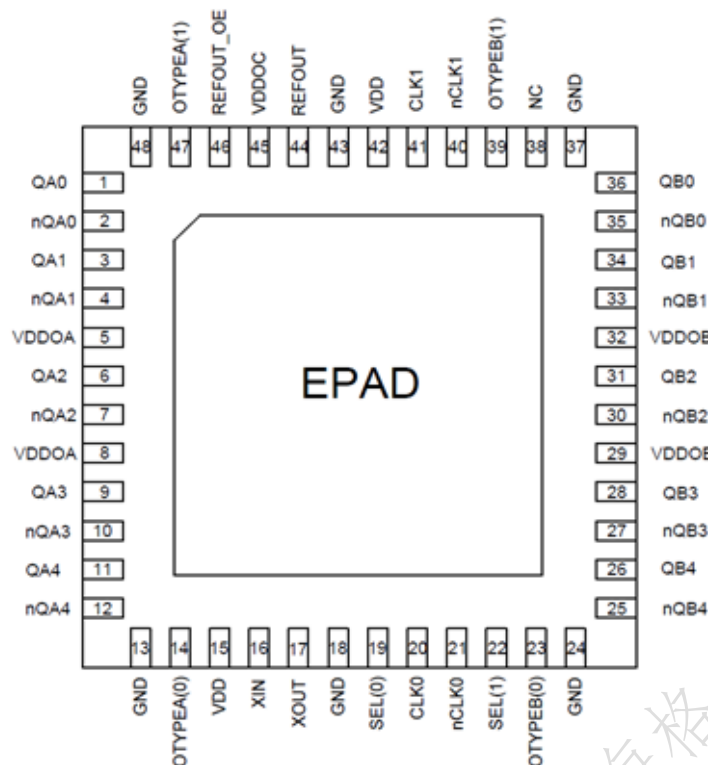 GND OTYPEA(1) REFOUT_OE VDDOC REFOUT GND VDD CLK1 nCLK1 OTYPEB(1) NC GND
48 47 46 45 44 43 42 41 40 39 38 37
QA0 1 36 QB0
nQA0 2 35 nQB0
QA1 3 34 QB1
nQA1 4 33 nQB1
VDDOA 5 32 VDDOB
QA2 6 31 QB2
EPAD
nQA2 7 30 nQB2
VDDOA 8 29 VDDOB
QA3 9 28 QB3
nQA3 10 27 nQB3
QA4 11 26 QB4
nQA4 12 25 nQB4
13 14 15 16 17 18 19 20 21 22 23 24
GND OTYPEA(0) VDD XIN XOUT GND SEL(0) CLK0 nCLK0 SEL(1) OTYPEB(0) GND